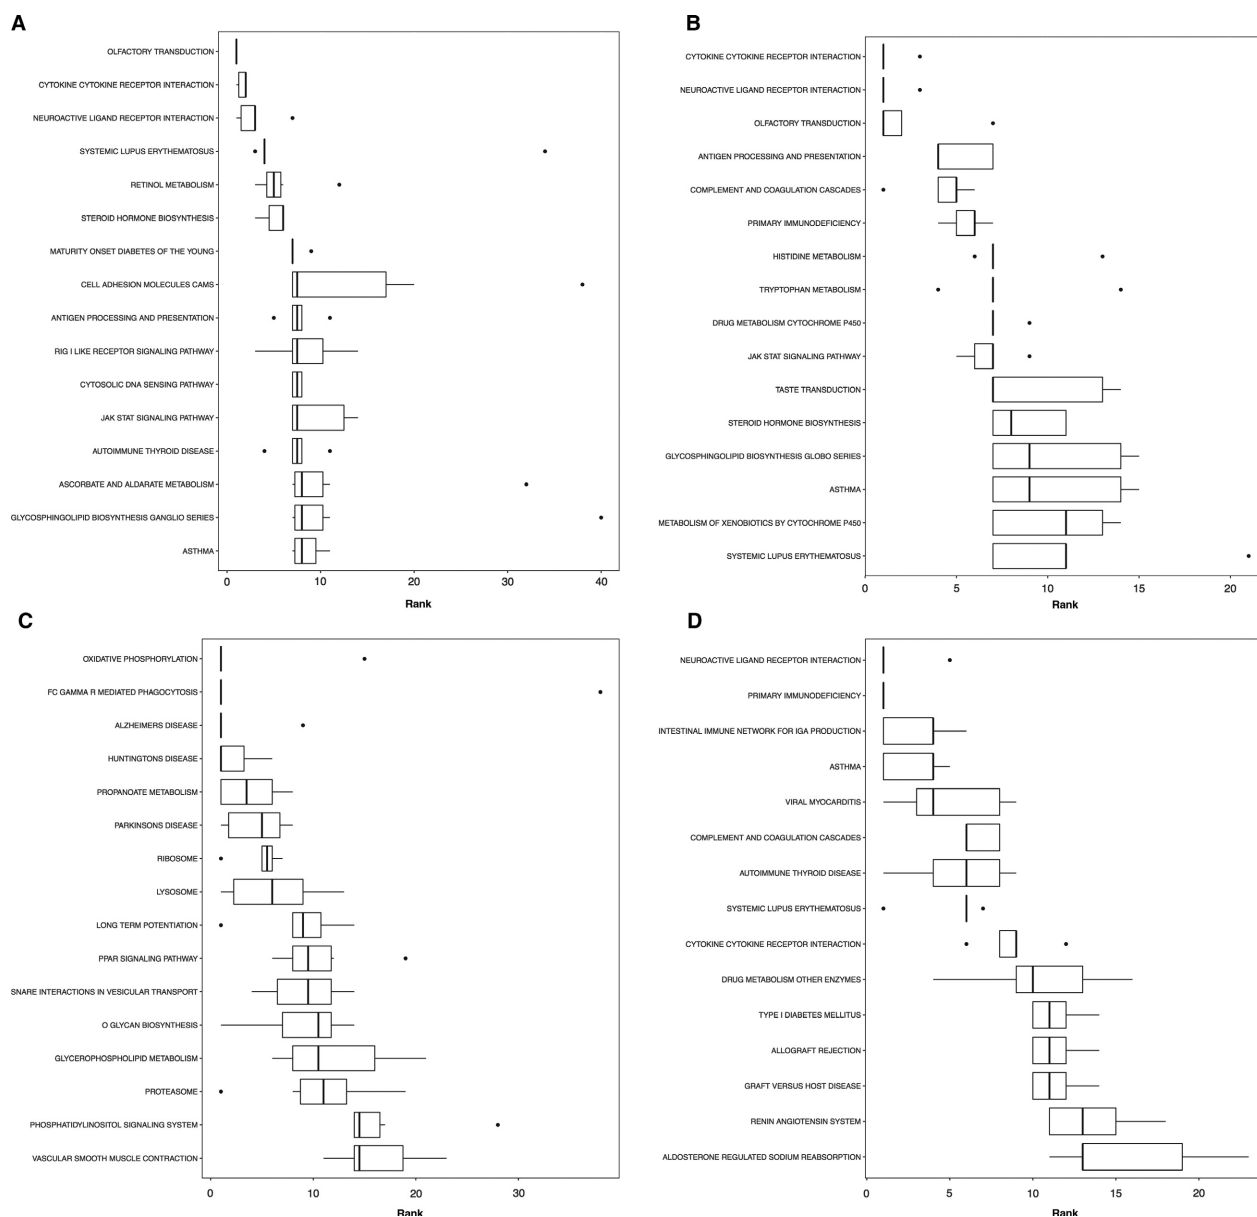 A
OLFACTORY TRANSDUCTION
CYTOKINE CYTOKINE RECEPTOR INTERACTION
NEUROACTIVE LIGAND RECEPTOR INTERACTION
SYSTEMIC LUPUS ERYTHEMATOSUS
RETINOL METABOLISM
STEROID HORMONE BIOSYNTHESIS
MATURITY ONSET DIABETES OF THE YOUNG
CELL ADHESION MOLECULES CAMS
ANTIGEN PROCESSING AND PRESENTATION
RIG I LIKE RECEPTOR SIGNALING PATHWAY
CYTOSOLIC DNA SENSING PATHWAY
JAK STAT SIGNALING PATHWAY
AUTOIMMUNE THYROID DISEASE
ASCORBATE AND ALDARATE METABOLISM
GLYCOSPHINGOLIPID BIOSYNTHESIS GANGLIO SERIES
ASTHMA
0 10 20 30 40
Rank
B
CYTOKINE CYTOKINE RECEPTOR INTERACTION
NEUROACTIVE LIGAND RECEPTOR INTERACTION
OLFACTORY TRANSDUCTION
ANTIGEN PROCESSING AND PRESENTATION
COMPLEMENT AND COAGULATION CASCADES
PRIMARY IMMUNODEFICIENCY
HISTIDINE METABOLISM
TRYPTOPHAN METABOLISM
DRUG METABOLISM CYTOCHROME P450
JAK STAT SIGNALING PATHWAY
TASTE TRANSDUCTION
STEROID HORMONE BIOSYNTHESIS
GLYCOSPHINGOLIPID BIOSYNTHESIS GLOBO SERIES
ASTHMA
METABOLISM OF XENOBIOTICS BY CYTOCHROME P450
SYSTEMIC LUPUS ERYTHEMATOSUS
0 5 10 15 20
Rank
C
OXIDATIVE PHOSPHORYLATION
FC GAMMA R MEDIATED PHAGOCYTOSIS
ALZHEIMERS DISEASE
HUNTINGTONS DISEASE
PROPANOATE METABOLISM
PARKINSONS DISEASE
RIBOSOME
LYSOSOME
LONG TERM POTENTIATION
PPAR SIGNALING PATHWAY
SNARE INTERACTIONS IN VESICULAR TRANSPORT
O GLYCAN BIOSYNTHESIS
GLYCEROPHOSPHOLIPID METABOLISM
PROTEASOME
PHOSPHATIDYLINOSITOL SIGNALING SYSTEM
VASCULAR SMOOTH MUSCLE CONTRACTION
0 10 20 30
Rank
D
NEUROACTIVE LIGAND RECEPTOR INTERACTION
PRIMARY IMMUNODEFICIENCY
INTESTINAL IMMUNE NETWORK FOR IGA PRODUCTION
ASTHMA
VIRAL MYOCARDITIS
COMPLEMENT AND COAGULATION CASCADES
AUTOIMMUNE THYROID DISEASE
SYSTEMIC LUPUS ERYTHEMATOSUS
CYTOKINE CYTOKINE RECEPTOR INTERACTION
DRUG METABOLISM OTHER ENZYMES
TYPE I DIABETES MELLITUS
ALLOGRAFT REJECTION
GRAFT VERSUS HOST DISEASE
RENIN ANGIOTENSIN SYSTEM
ALDOSTERONE REGULATED SODIUM REABSORPTION
0 5 10 15 20
Rank